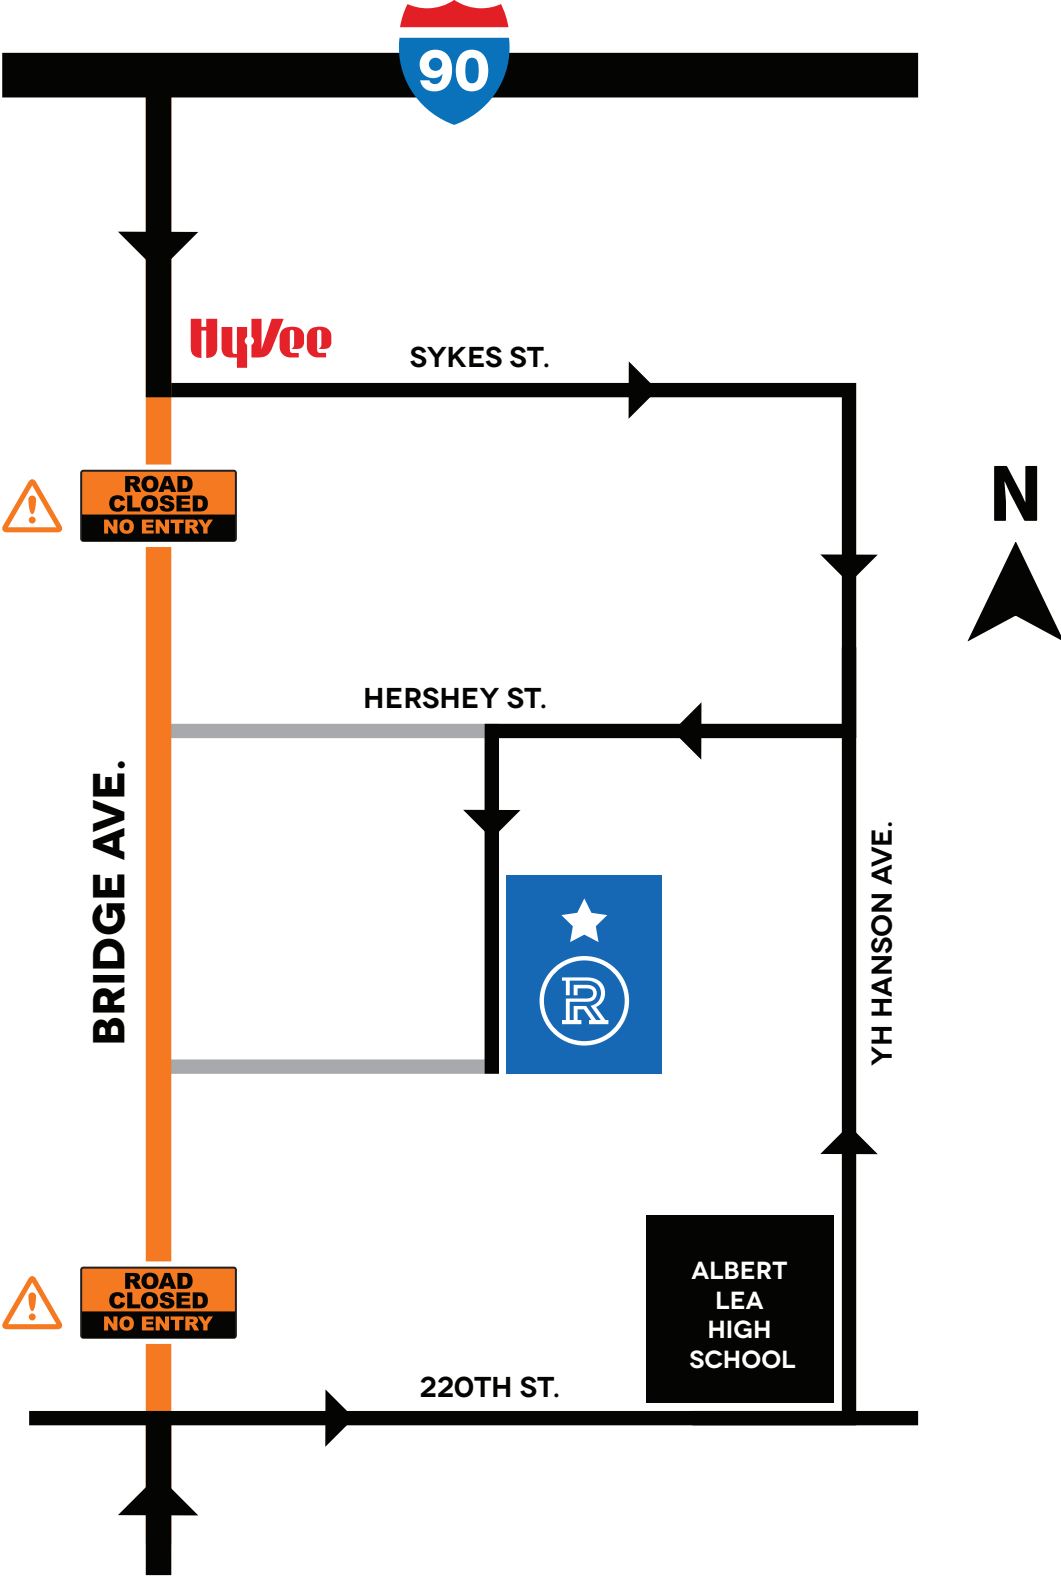 90
HyVee
SYKES ST.
ROAD
CLOSED
NO ENTRY
N
HERSHEY ST.
BRIDGE AVE.
YH HANSON AVE.
R
ALBERT
LEA
HIGH
SCHOOL
ROAD
CLOSED
NO ENTRY
220TH ST.